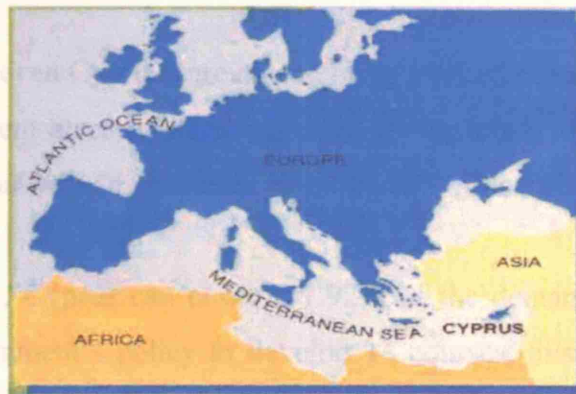 ATLANTIC OCEAN
EUROPE
ASIA
MEDITERRANEAN SEA
CYPRUS
AFRICA